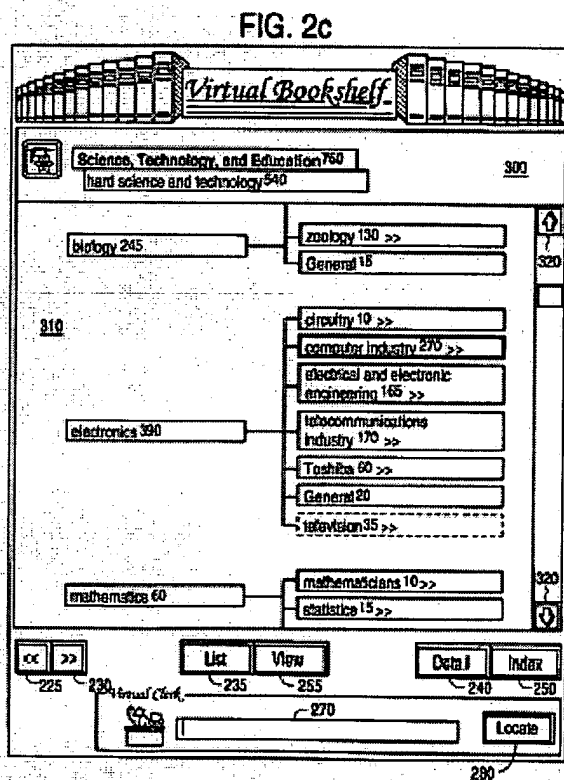 FIG. 2c
Virtual Bookshelf
Science, Technology, and Education 760
hard science and technology 540
300
biology 245
zoology 130 >>
General 15
320
310
circuitry 10 >>
computer industry 270 >>
electrical and electronic
engineering 165 >>
electronics 390
telecommunications
industry 170 >>
Toshiba 60 >>
General 20
television 35 >>
320
mathematics 60
mathematicians 10 >>
statistics 15 >>
<< >> List View Detail Index
225 230 235 255 240 250
Virtual Clerk
270
Locate
280